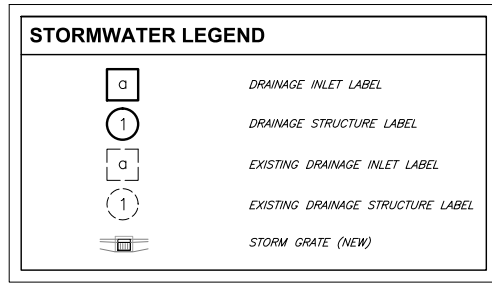 STORMWATER LEGEND
a DRAINAGE INLET LABEL
1 DRAINAGE STRUCTURE LABEL
a EXISTING DRAINAGE INLET LABEL
1 EXISTING DRAINAGE STRUCTURE LABEL
STORM GRATE (NEW)